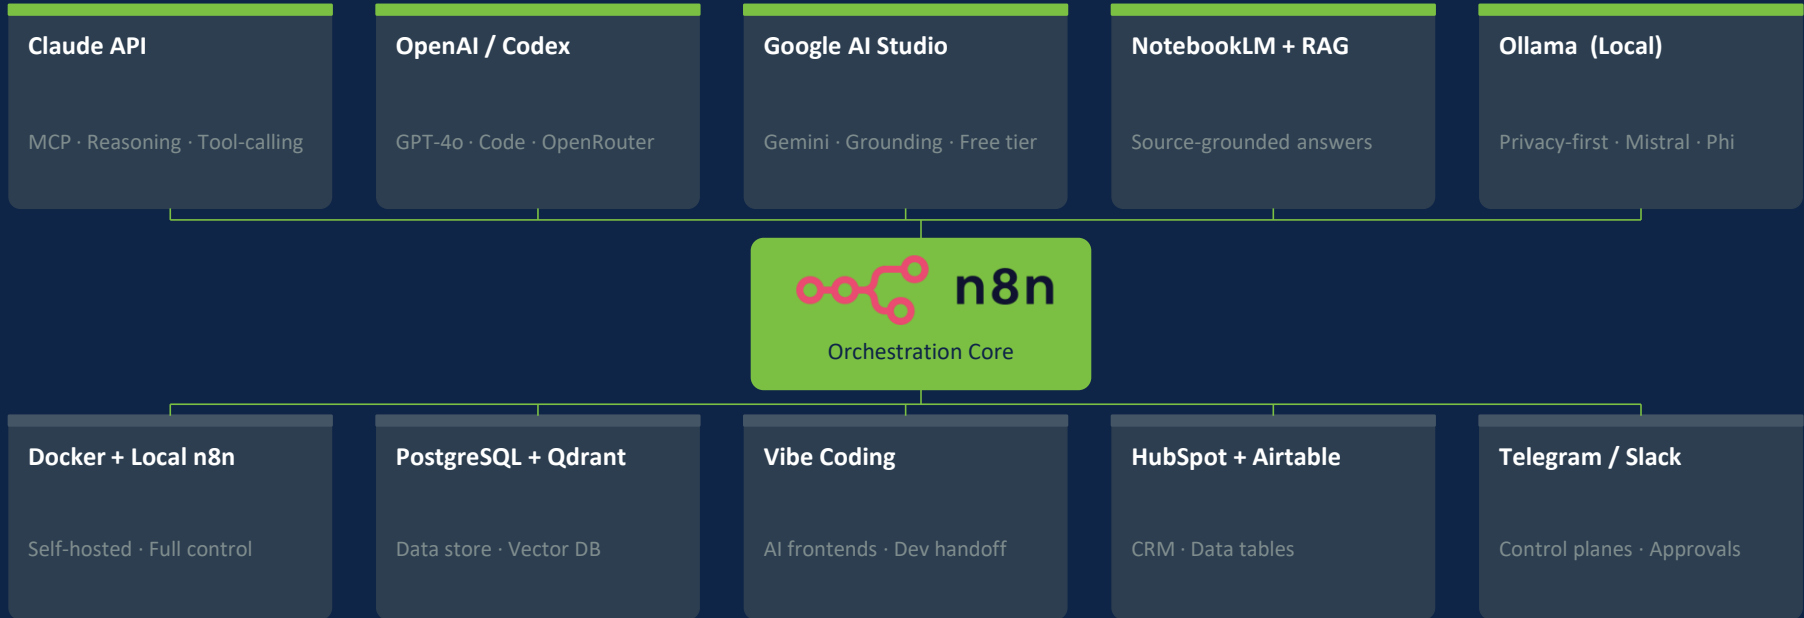 Claude API
MCP · Reasoning · Tool-calling
OpenAI / Codex
GPT-4o · Code · OpenRouter
Google AI Studio
Gemini · Grounding · Free tier
NotebookLM + RAG
Source-grounded answers
Ollama (Local)
Privacy-first · Mistral · Phi
n8n
Orchestration Core
Docker + Local n8n
Self-hosted · Full control
PostgreSQL + Qdrant
Data store · Vector DB
Vibe Coding
AI frontends · Dev handoff
HubSpot + Airtable
CRM · Data tables
Telegram / Slack
Control planes · Approvals